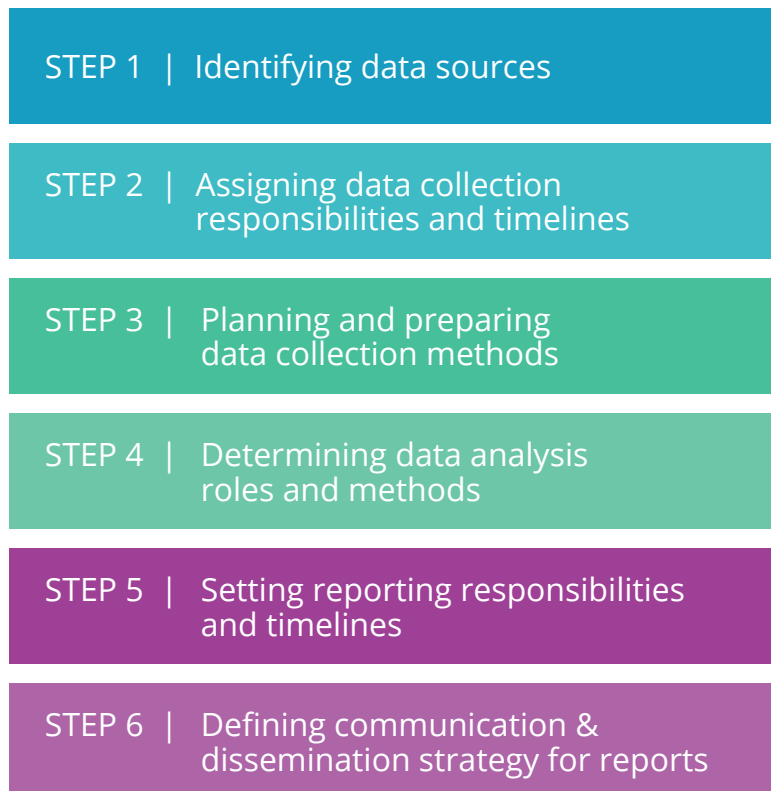 STEP 1 | Identifying data sources
STEP 2 | Assigning data collection
responsibilities and timelines
STEP 3 | Planning and preparing
data collection methods
STEP 4 | Determining data analysis
roles and methods
STEP 5 | Setting reporting responsibilities
and timelines
STEP 6 | Defining communication &
dissemination strategy for reports